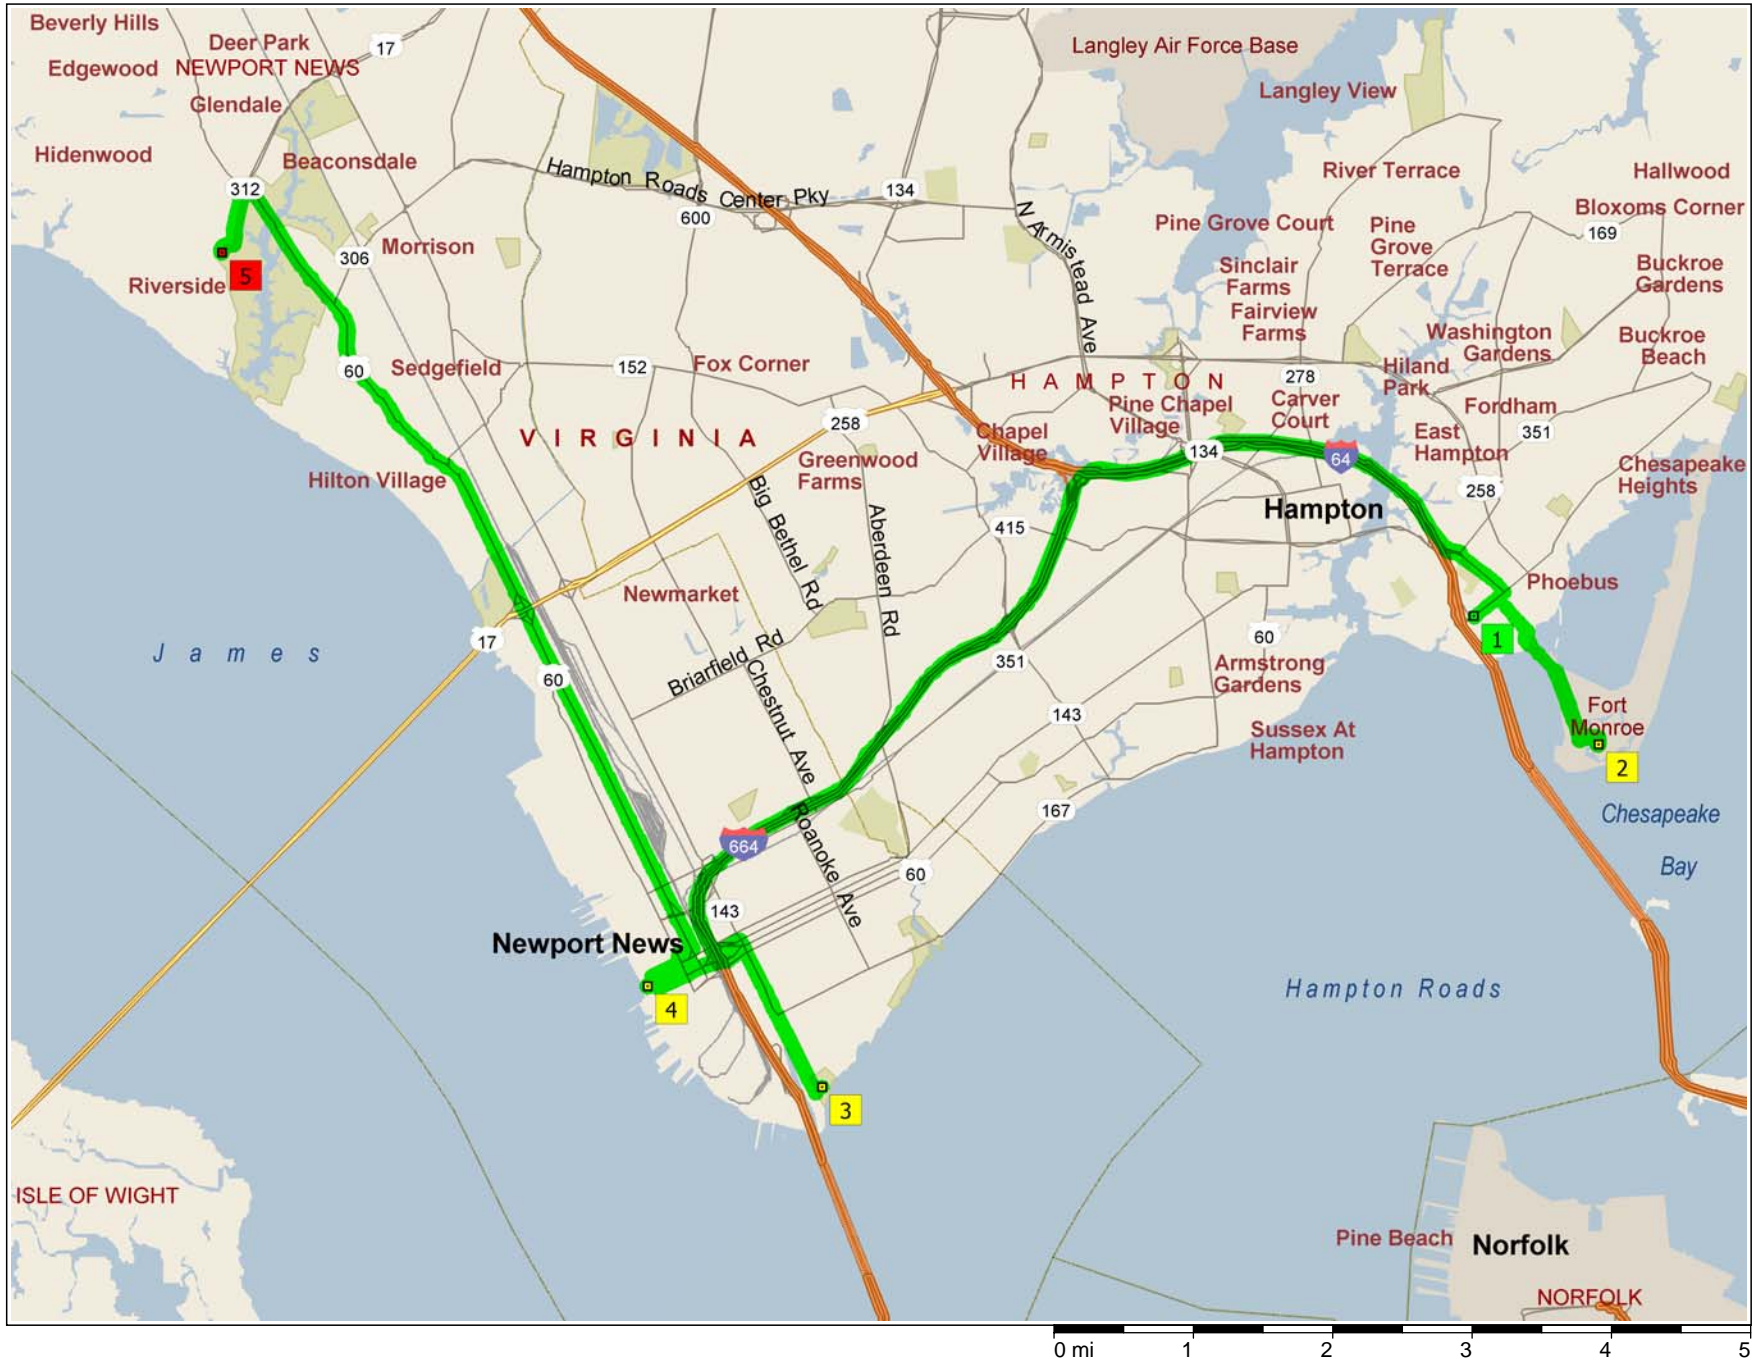 Beverly Hills
Deer Park
17
Langley Air Force Base
Edgewood
NEWPORT NEWS
Langley View
Glendale
Hidenwood
Beaconsdale
Hampton Roads Center Pky
134
River Terrace
Hallwood
312
600
N Armistead Ave
Pine Grove Court
Pine
Grove
Terrace
Bloxoms Corner
169
306
Morrison
Sinclair
Farms
Buckroe
Gardens
5
Riverside
Fairview
Farms
Washington
Gardens
Buckroe
Beach
60
Sedgefield
152
Fox Corner
HAMPTON
278
Hiland
Park
Pine Chapel
Village
Carver
Court
Fordham
VIRGINIA
258
Chapel
Village
134
64
East
Hampton
351
Hilton Village
Greenwood
Farms
258
Chesapeake
Heights
Big Bethel Rd
Aberdeen Rd
415
Hampton
Newmarket
Phoebus
17
James
60
Briarfield Rd
Chestnut Ave
351
60
1
Armstrong
Gardens
143
Sussex At
Hampton
Fort
Monroe
2
664
Roanoke Ave
167
Chesapeake
Bay
60
143
Newport News
4
Hampton Roads
3
ISLE OF WIGHT
Pine Beach
Norfolk
NORFOLK
0 mi 1 2 3 4 5